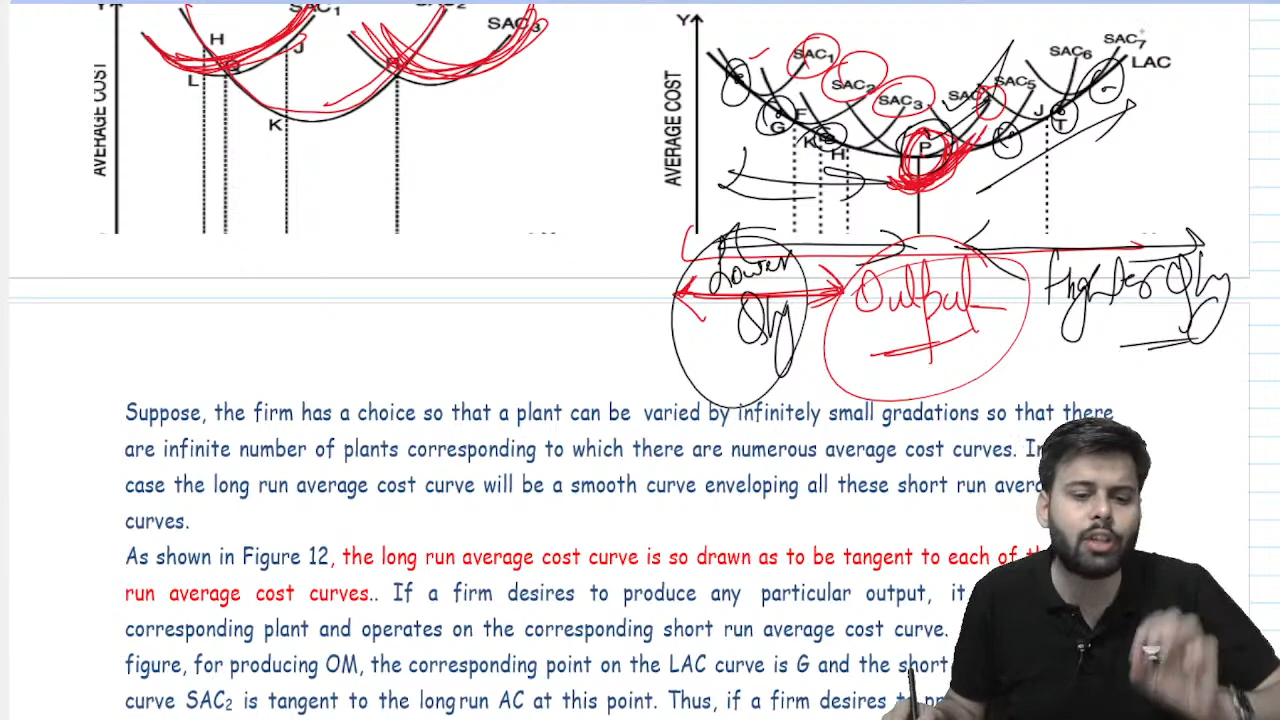 Y
SAC1
SAC2
SAC3
H
J
L
K
AVERAGE COST
Y
SAC1
SAC2
SAC3
SAC5
SAC6
SAC7
LAC
F
G
K
H
P
J
T
AVERAGE COST
Lower
Qty
Output
Higher Qty
Suppose, the firm has a choice so that a plant can be varied by infinitely small gradations so that there
are infinite number of plants corresponding to which there are numerous average cost curves. In
case the long run average cost curve will be a smooth curve enveloping all these short run
curves.
As shown in Figure 12, the long run average cost curve is so drawn as to be tangent to each of
run average cost curves.. If a firm desires to produce any particular output, it
corresponding plant and operates on the corresponding short run average cost curve.
figure, for producing OM, the corresponding point on the LAC curve is G and the short
curve SAC2 is tangent to the longrun AC at this point. Thus, if a firm desires